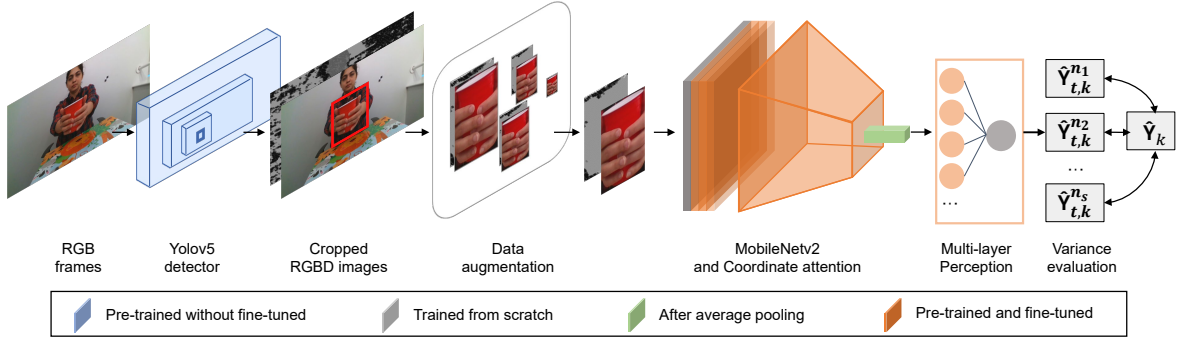 Ŷ^{n_1}_{t,k}
Ŷ^{n_2}_{t,k}
Ŷ_k
...
...
Ŷ^{n_s}_{t,k}
RGB
frames
Yolov5
detector
Cropped
RGBD images
Data
augmentation
MobileNetv2
and Coordinate attention
Multi-layer
Perception
Variance
evaluation
Pre-trained without fine-tuned
Trained from scratch
After average pooling
Pre-trained and fine-tuned